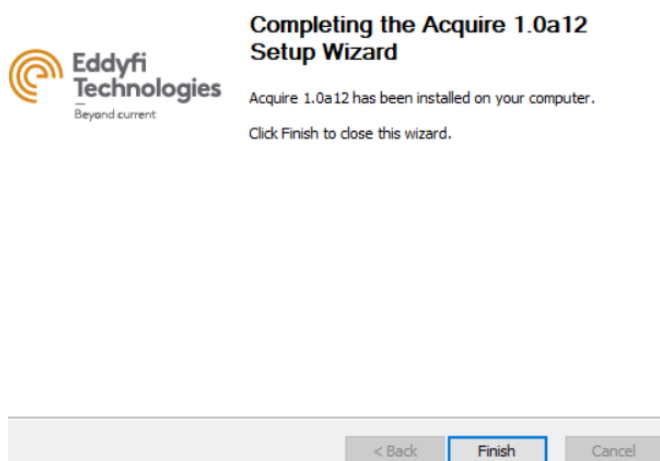 Eddyfi
Technologies
Beyond current
Completing the Acquire 1.0a12
Setup Wizard
Acquire 1.0a12 has been installed on your computer.
Click Finish to close this wizard.
< Back
Finish
Cancel